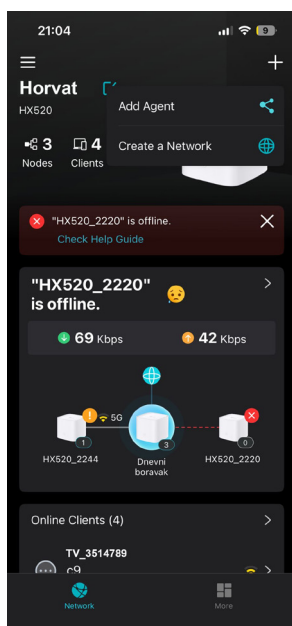 21:04
9
Horvat
HX520
Add Agent
Create a Network
3
Nodes
4
Clients
"HX520_2220" is offline.
Check Help Guide
"HX520_2220"
is offline.
69 Kbps
42 Kbps
5G
1
3
0
HX520_2244
Dnevni
boravak
HX520_2220
Online Clients (4)
TV_3514789
c9
Network
More